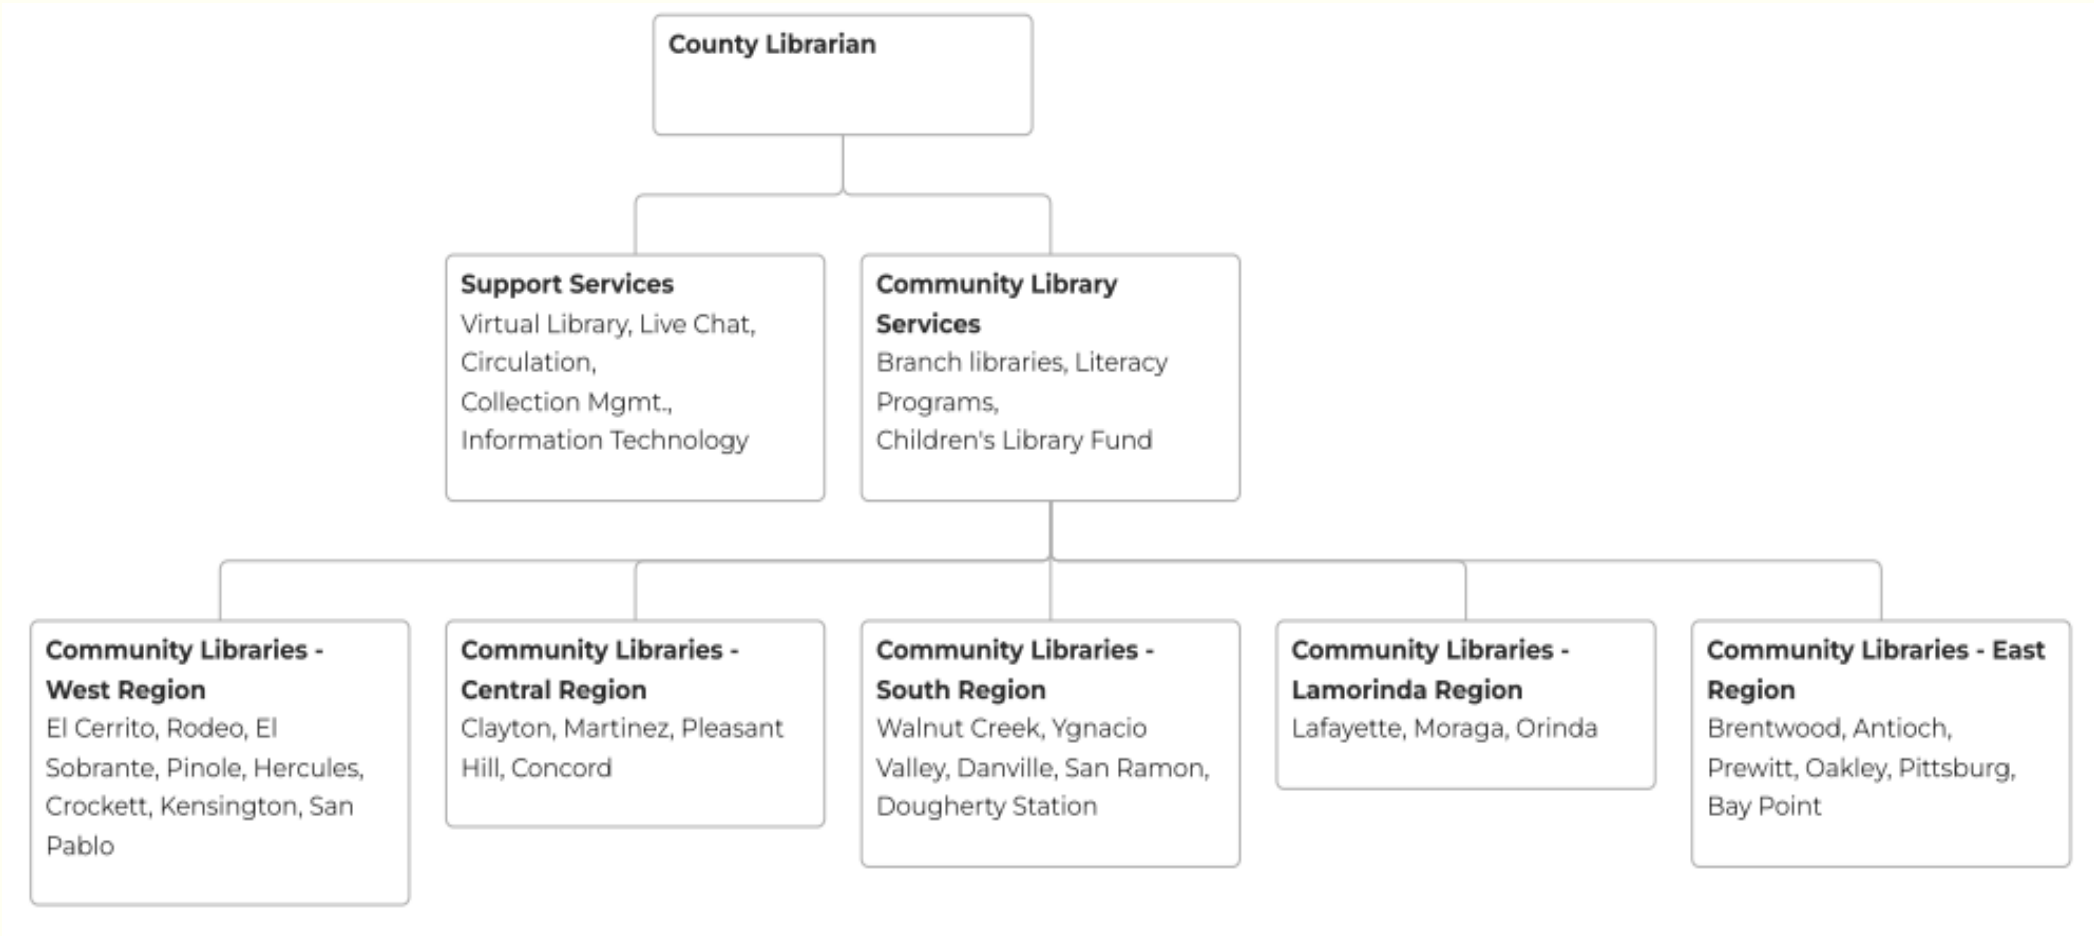 County Librarian
Support Services
Virtual Library, Live Chat,
Circulation,
Collection Mgmt.,
Information Technology
Community Library
Services
Branch libraries, Literacy
Programs,
Children's Library Fund
Community Libraries -
West Region
El Cerrito, Rodeo, El
Sobrante, Pinole, Hercules,
Crockett, Kensington, San
Pablo
Community Libraries -
Central Region
Clayton, Martinez, Pleasant
Hill, Concord
Community Libraries -
South Region
Walnut Creek, Ygnacio
Valley, Danville, San Ramon,
Dougherty Station
Community Libraries -
Lamorinda Region
Lafayette, Moraga, Orinda
Community Libraries - East
Region
Brentwood, Antioch,
Prewitt, Oakley, Pittsburg,
Bay Point